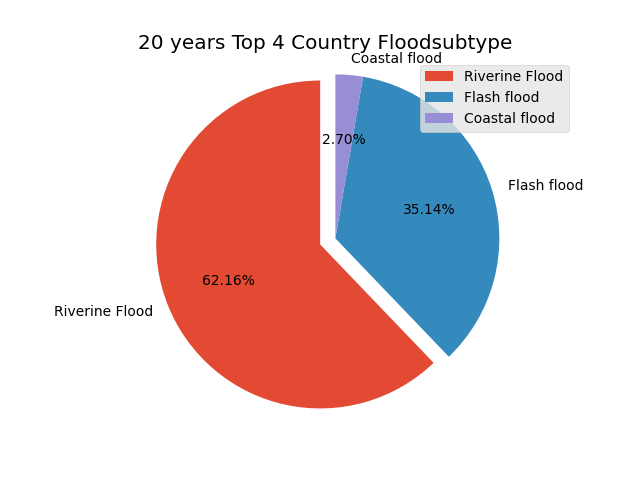 20 years Top 4 Country Floodsubtype
Coastal flood
Riverine Flood
Flash flood
Coastal flood
2.70%
Flash flood
35.14%
62.16%
Riverine Flood